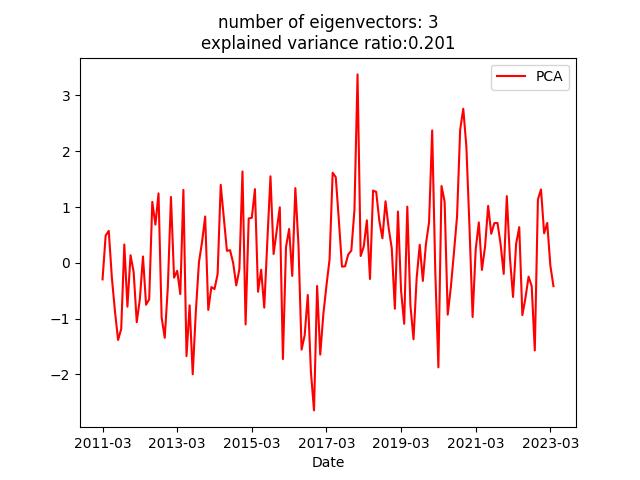 number of eigenvectors: 3
explained variance ratio:0.201
PCA
3
2
1
0
−1
−2
2011-03 2013-03 2015-03 2017-03 2019-03 2021-03 2023-03
Date